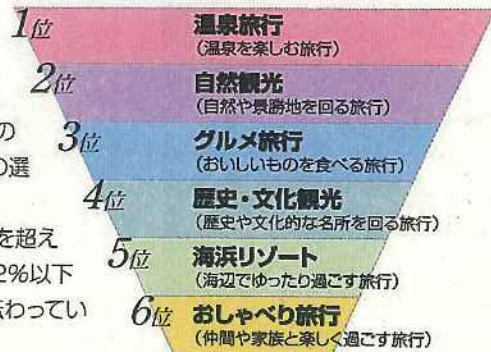 1位 温泉旅行
(温泉を楽しむ旅行)
2位 自然観光
(自然や景勝地を回る旅行)
3位 グルメ旅行
(おいしいものを食べる旅行)
4位 歴史・文化観光
(歴史や文化的な名所を回る旅行)
5位 海浜リゾート
(海辺でゆったり過ごす旅行)
6位 おしゃべり旅行
(仲間や家族と楽しく過ごす旅行)
の
の選
を超え
2%以下
伝わってい